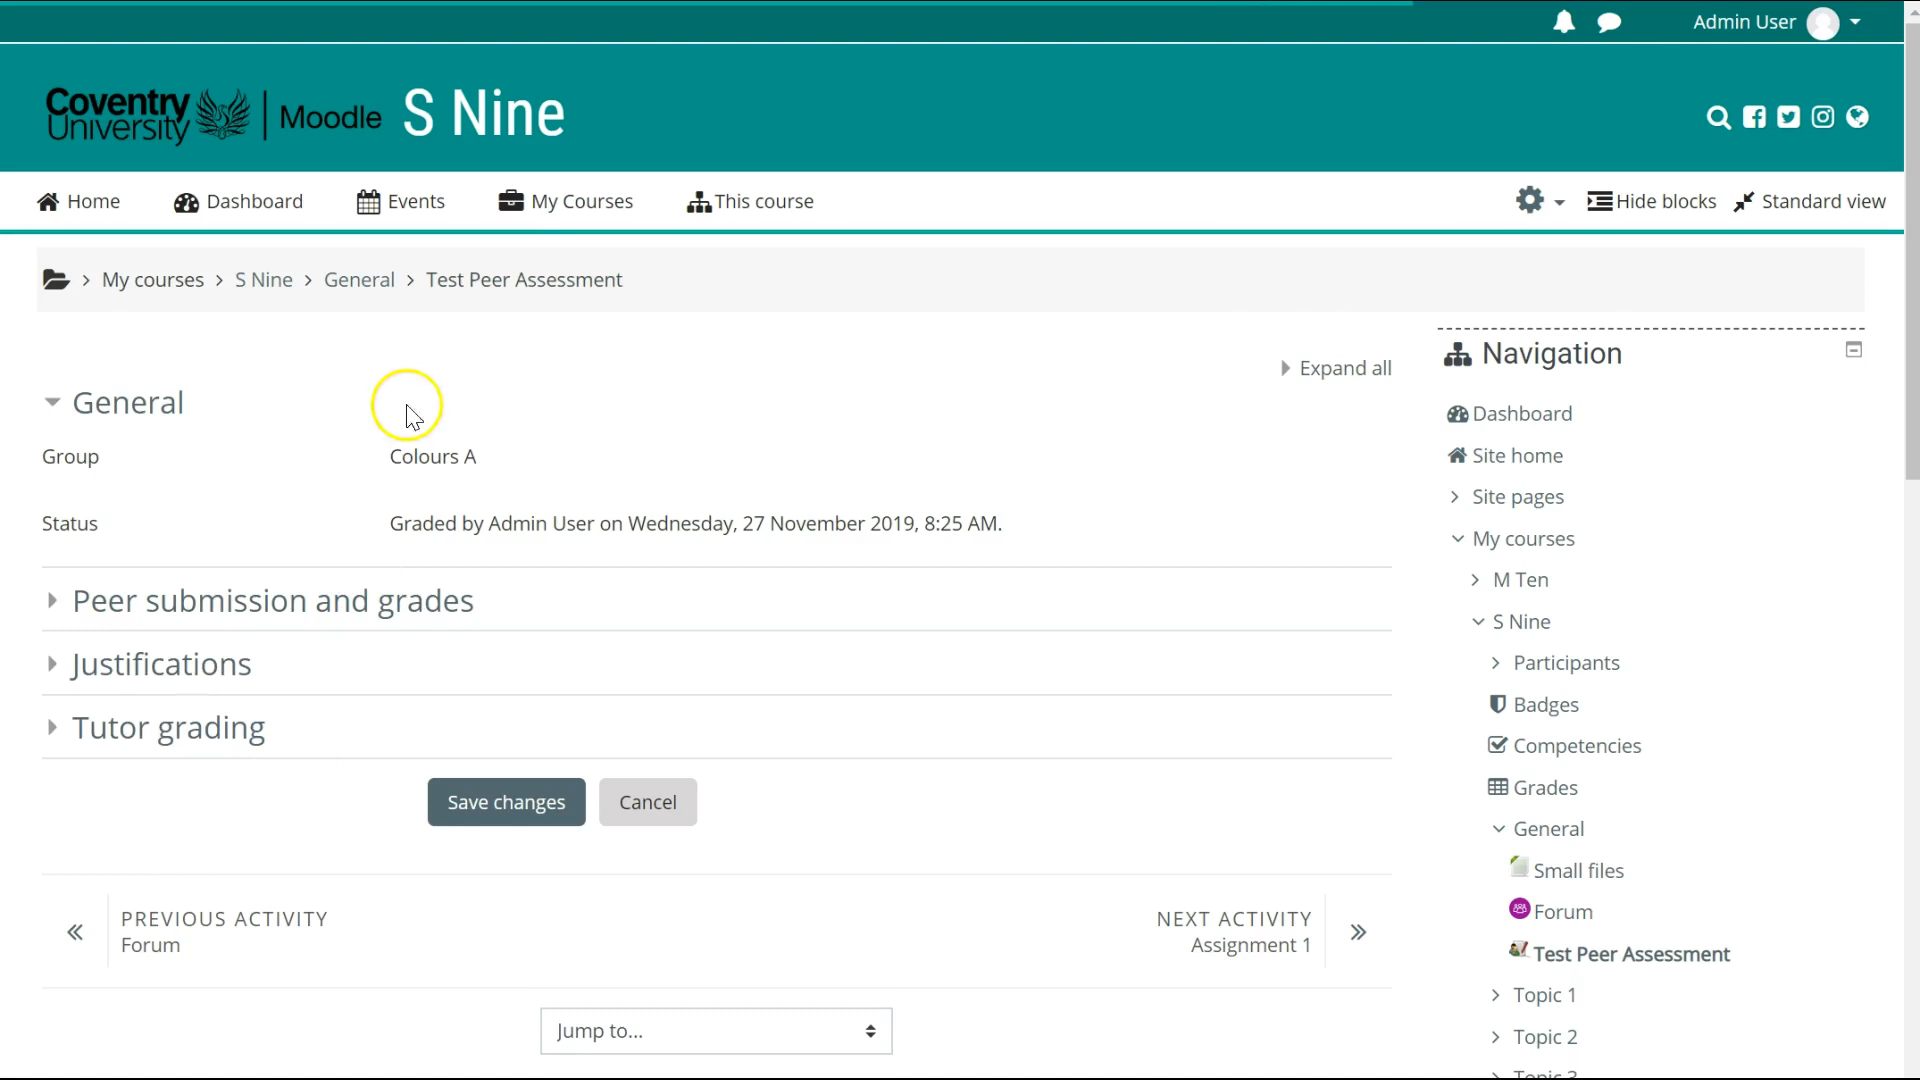 Admin User
Coventry University | Moodle S Nine
Home Dashboard Events My Courses This course Hide blocks Standard view
> My courses > S Nine > General > Test Peer Assessment
Expand all
General
Group Colours A
Status Graded by Admin User on Wednesday, 27 November 2019, 8:25 AM.
Peer submission and grades
Justifications
Tutor grading
Save changes Cancel
PREVIOUS ACTIVITY
Forum
NEXT ACTIVITY
Assignment 1
Jump to...
Navigation
Dashboard
Site home
Site pages
My courses
M Ten
S Nine
Participants
Badges
Competencies
Grades
General
Small files
Forum
Test Peer Assessment
Topic 1
Topic 2